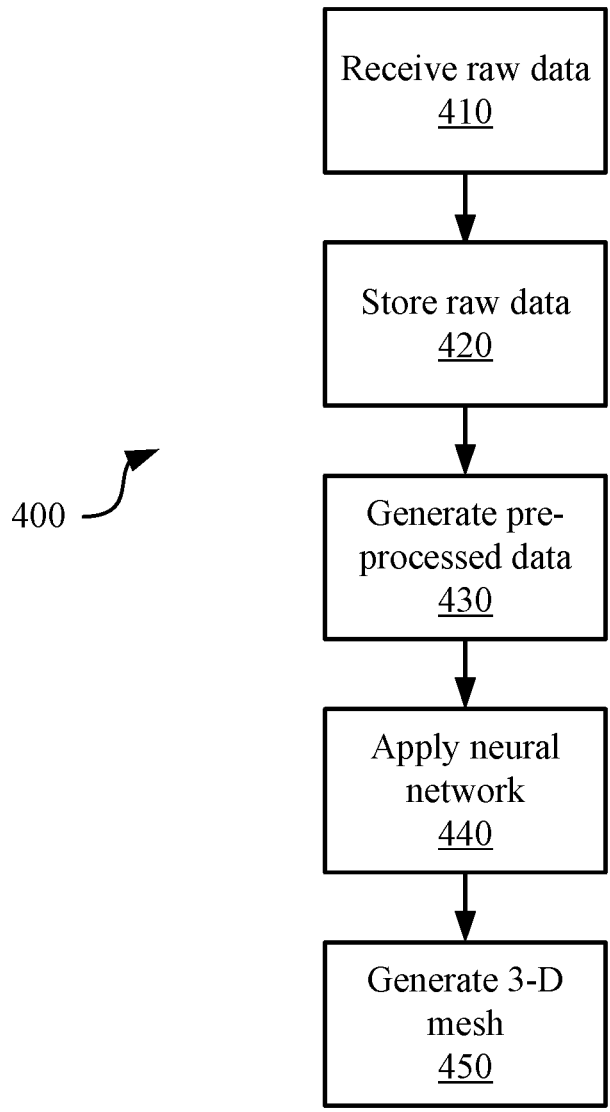 Receive raw data
410
Store raw data
420
400
Generate pre-
processed data
430
Apply neural
network
440
Generate 3-D
mesh
450